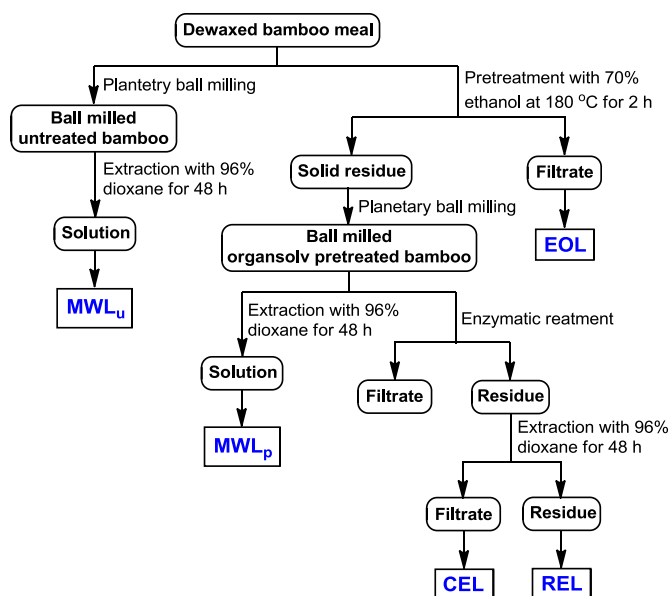 Dewaxed bamboo meal
Plantetry ball milling
Pretreatment with 70%
ethanol at 180 °C for 2 h
Ball milled
untreated bamboo
Extraction with 96%
dioxane for 48 h
Solid residue
Filtrate
Planetary ball milling
Solution
Ball milled
organsolv pretreated bamboo
EOL
MWLu
Extraction with 96%
dioxane for 48 h
Enzymatic reatment
Solution
Filtrate
Residue
MWLp
Extraction with 96%
dioxane for 48 h
Filtrate
Residue
CEL
REL